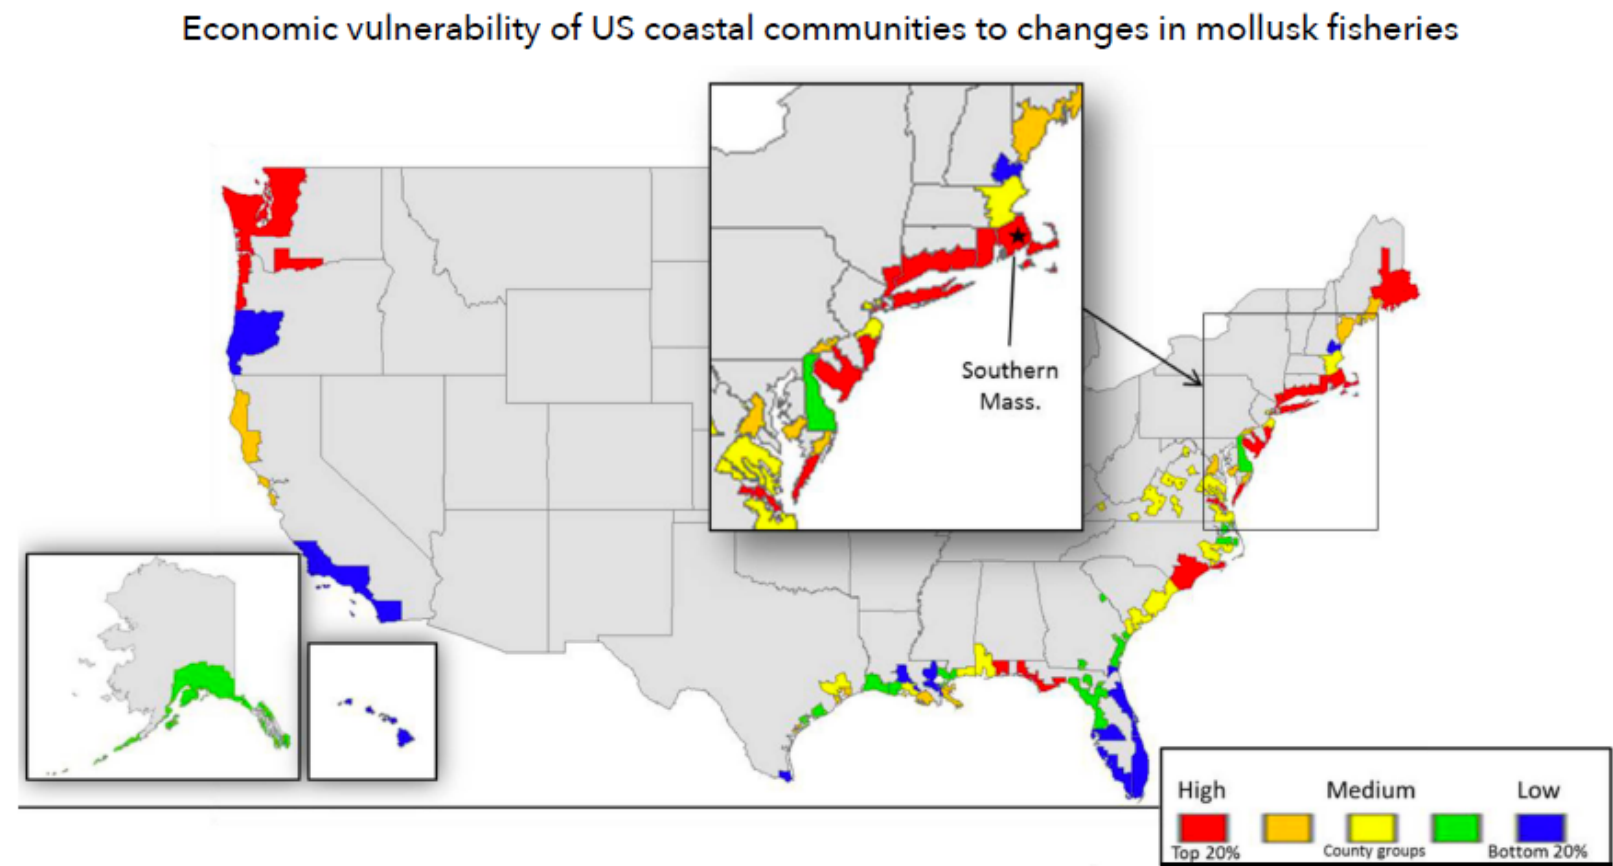 Economic vulnerability of US coastal communities to changes in mollusk fisheries
Southern
Mass.
High Medium Low
Top 20% County groups Bottom 20%